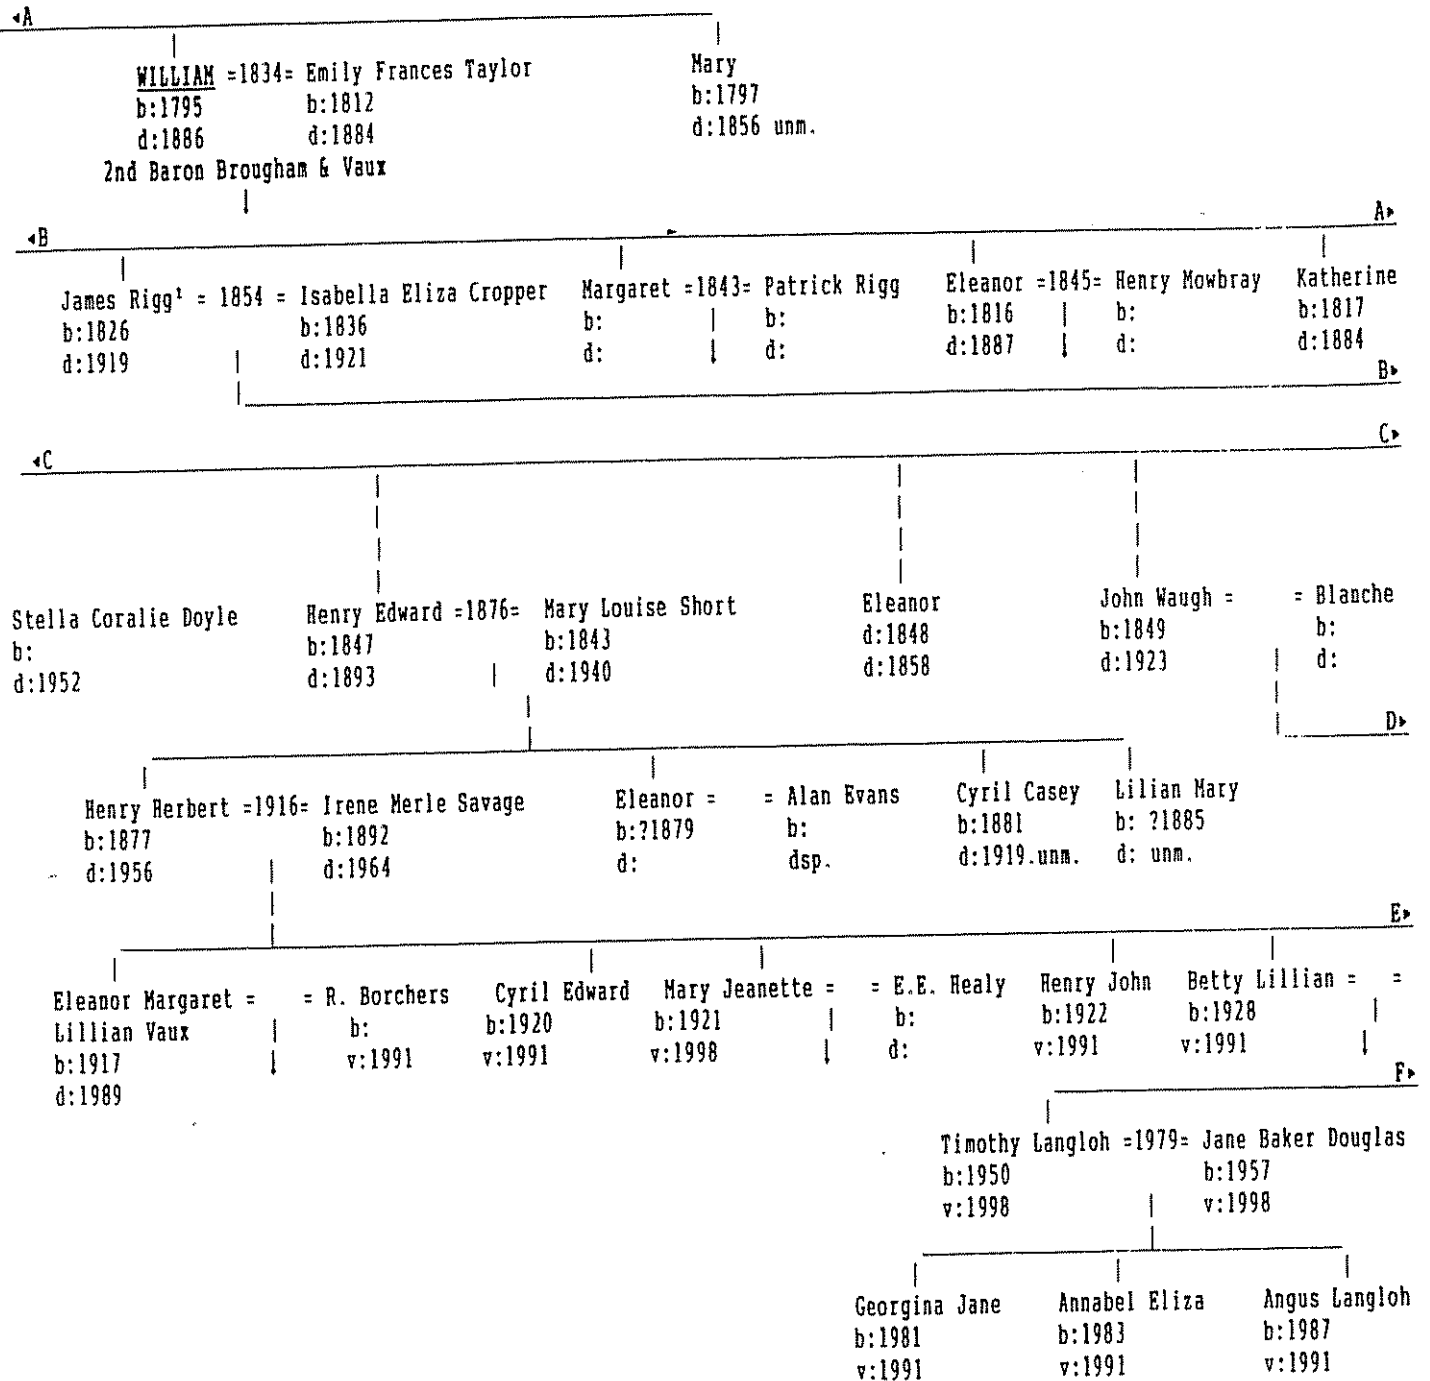 ◂A
WILLIAM =1834= Emily Frances Taylor Mary
b:1795 b:1812 b:1797
d:1886 d:1884 d:1856 unm.
2nd Baron Brougham & Vaux
◂B A▸
James Rigg¹ = 1854 = Isabella Eliza Cropper Margaret =1843= Patrick Rigg Eleanor =1845= Henry Mowbray Katherine
b:1826 b:1836 b: b: b:1816 b: b:1817
d:1919 d:1921 d: d: d:1887 d: d:1884
B▸
◂C C▸
Stella Coralie Doyle Henry Edward =1876= Mary Louise Short Eleanor John Waugh = = Blanche
b: b:1847 b:1843 d:1848 b:1849 b:
d:1952 d:1893 d:1940 d:1858 d:1923 d:
D▸
Henry Herbert =1916= Irene Merle Savage Eleanor = = Alan Evans Cyril Casey Lilian Mary
b:1877 b:1892 b:?1879 b: b:1881 b: ?1885
d:1956 d:1964 d: dsp. d:1919.unm. d: unm.
E▸
Eleanor Margaret = = R. Borchers Cyril Edward Mary Jeanette = = E.E. Healy Henry John Betty Lillian = =
Lillian Vaux b: b:1920 b:1921 b: b:1922 b:1928
b:1917 v:1991 v:1991 v:1998 d: v:1991 v:1991
d:1989
F▸
Timothy Langloh =1979= Jane Baker Douglas
b:1950 b:1957
v:1998 v:1998
Georgina Jane Annabel Eliza Angus Langloh
b:1981 b:1983 b:1987
v:1991 v:1991 v:1991